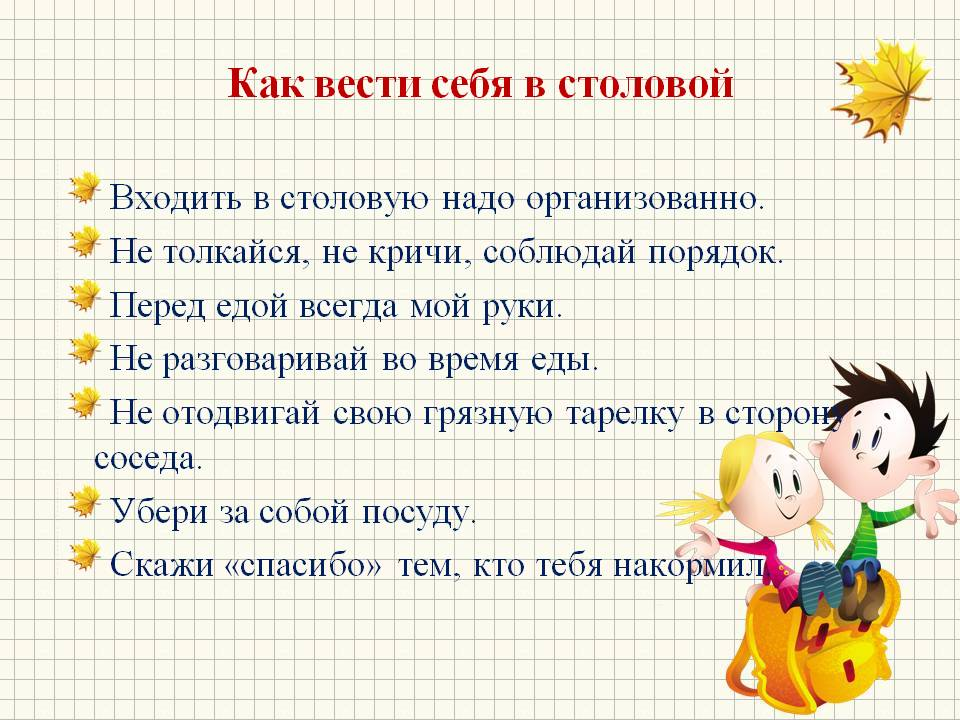 Как вести себя в столовой
Входить в столовую надо организованно.
Не толкайся, не кричи, соблюдай порядок.
Перед едой всегда мой руки.
Не разговаривай во время еды.
Не отодвигай свою грязную тарелку в сторону
соседа.
Убери за собой посуду.
Скажи «спасибо» тем, кто тебя накормил.